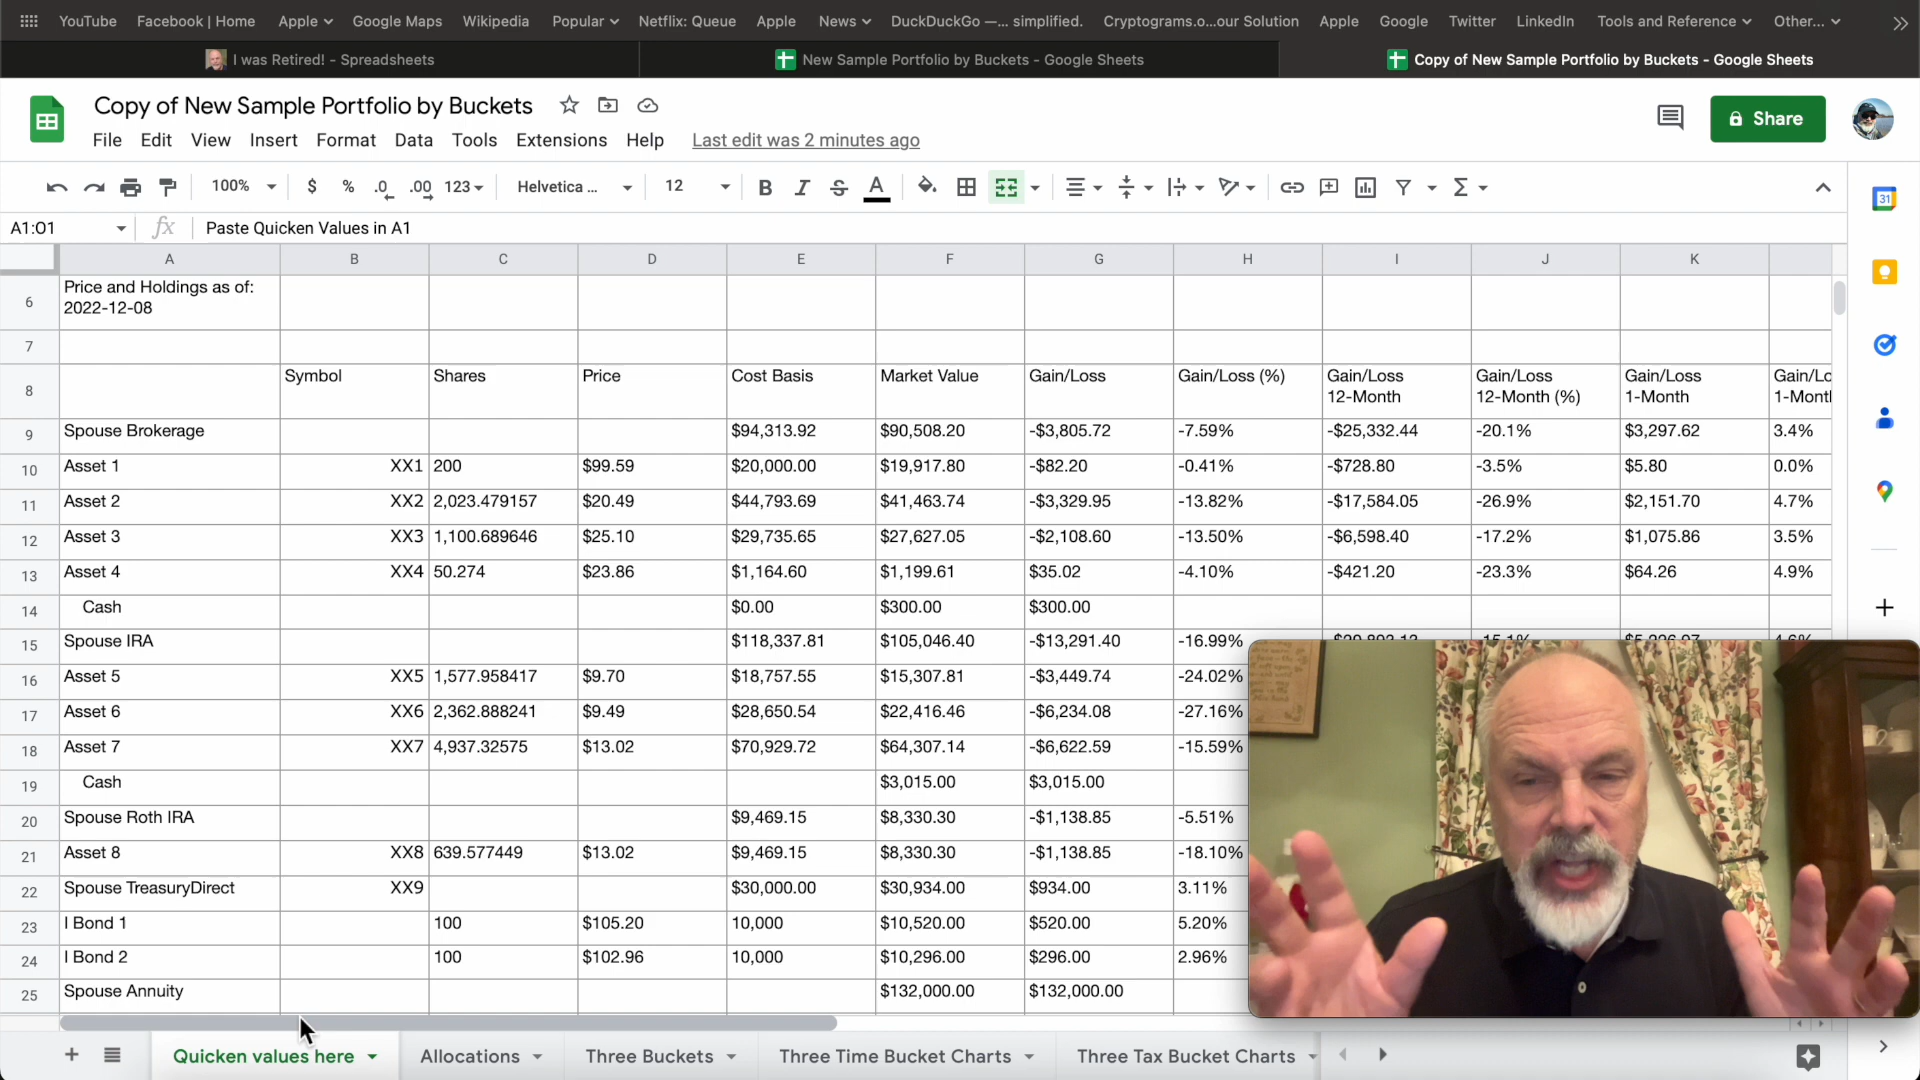 YouTube Facebook | Home Apple Google Maps Wikipedia Popular Netflix: Queue Apple News DuckDuckGo —... simplified. Cryptograms.o...our Solution Apple Google Twitter LinkedIn Tools and Reference Other...
I was Retired! - Spreadsheets New Sample Portfolio by Buckets - Google Sheets Copy of New Sample Portfolio by Buckets - Google Sheets
Copy of New Sample Portfolio by Buckets
Share
File Edit View Insert Format Data Tools Extensions Help Last edit was 2 minutes ago
100% $ % .0 .00 123 Helvetica ... 12 B I S A Σ
31
A1:O1 fx Paste Quicken Values in A1
A B C D E F G H I J K
6 Price and Holdings as of:
2022-12-08
7
8 Symbol Shares Price Cost Basis Market Value Gain/Loss Gain/Loss (%) Gain/Loss 12-Month Gain/Loss 12-Month (%) Gain/Loss 1-Month Gain/Lo 1-Month
9 Spouse Brokerage $94,313.92 $90,508.20 -$3,805.72 -7.59% -$25,332.44 -20.1% $3,297.62 3.4%
10 Asset 1 XX1 200 $99.59 $20,000.00 $19,917.80 -$82.20 -0.41% -$728.80 -3.5% $5.80 0.0%
11 Asset 2 XX2 2,023.479157 $20.49 $44,793.69 $41,463.74 -$3,329.95 -13.82% -$17,584.05 -26.9% $2,151.70 4.7%
12 Asset 3 XX3 1,100.689646 $25.10 $29,735.65 $27,627.05 -$2,108.60 -13.50% -$6,598.40 -17.2% $1,075.86 3.5%
13 Asset 4 XX4 50.274 $23.86 $1,164.60 $1,199.61 $35.02 -4.10% -$421.20 -23.3% $64.26 4.9%
14 Cash $0.00 $300.00 $300.00
15 Spouse IRA $118,337.81 $105,046.40 -$13,291.40 -16.99%
16 Asset 5 XX5 1,577.958417 $9.70 $18,757.55 $15,307.81 -$3,449.74 -24.02%
17 Asset 6 XX6 2,362.888241 $9.49 $28,650.54 $22,416.46 -$6,234.08 -27.16%
18 Asset 7 XX7 4,937.32575 $13.02 $70,929.72 $64,307.14 -$6,622.59 -15.59%
19 Cash $3,015.00 $3,015.00
20 Spouse Roth IRA $9,469.15 $8,330.30 -$1,138.85 -5.51%
21 Asset 8 XX8 639.577449 $13.02 $9,469.15 $8,330.30 -$1,138.85 -18.10%
22 Spouse TreasuryDirect XX9 $30,000.00 $30,934.00 $934.00 3.11%
23 I Bond 1 100 $105.20 10,000 $10,520.00 $520.00 5.20%
24 I Bond 2 100 $102.96 10,000 $10,296.00 $296.00 2.96%
25 Spouse Annuity $132,000.00 $132,000.00
Quicken values here Allocations Three Buckets Three Time Bucket Charts Three Tax Bucket Charts